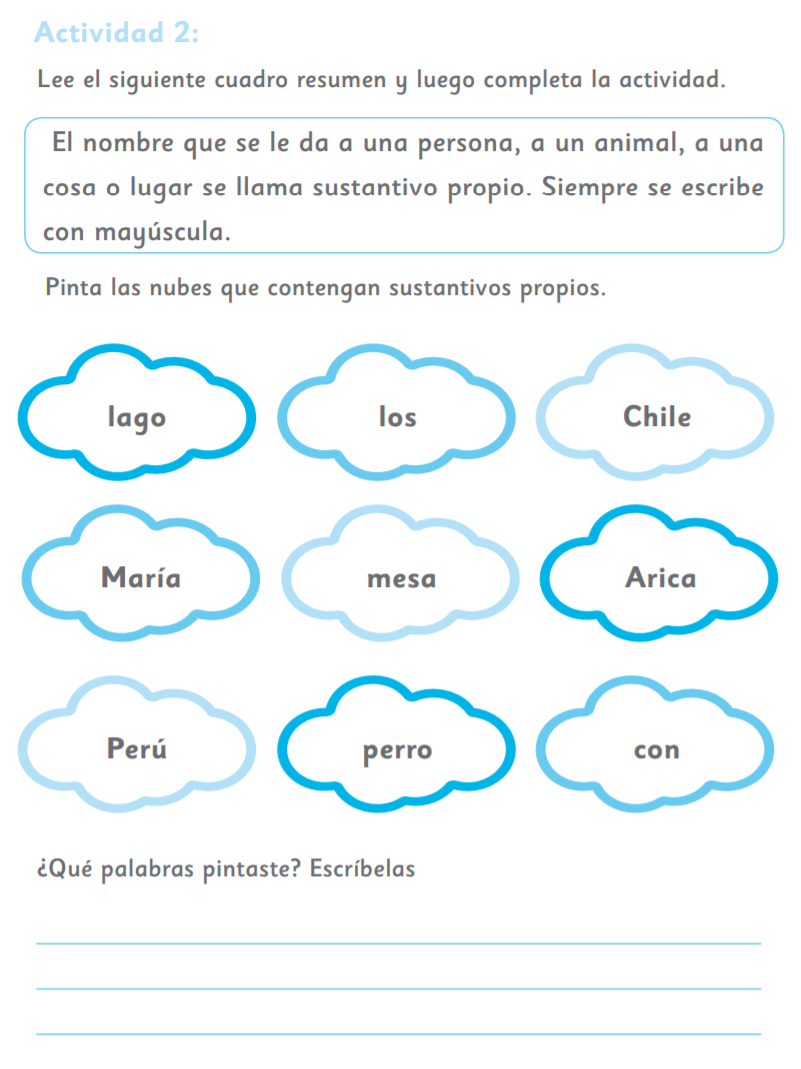 Actividad 2:
Lee el siguiente cuadro resumen y luego completa la actividad.
El nombre que se le da a una persona, a un animal, a una
cosa o lugar se llama sustantivo propio. Siempre se escribe
con mayúscula.
Pinta las nubes que contengan sustantivos propios.
lago
los
Chile
María
mesa
Arica
Perú
perro
con
¿Qué palabras pintaste? Escríbelas